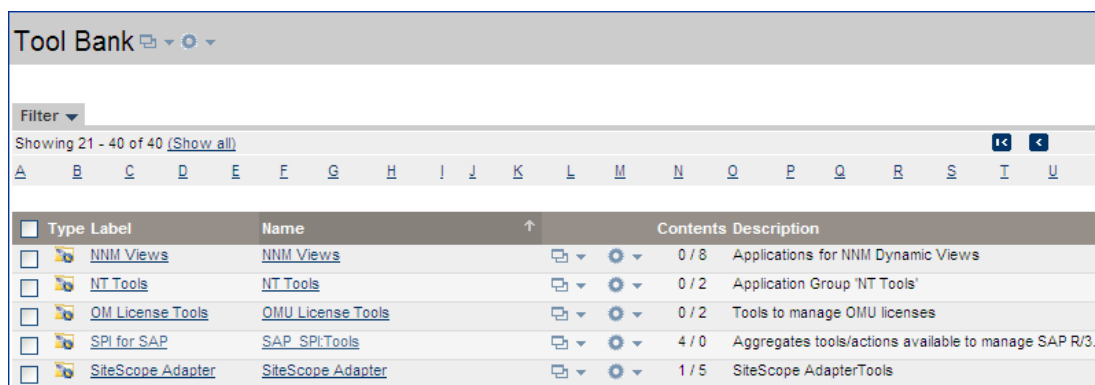 Tool Bank
Filter
Showing 21 - 40 of 40 (Show all)
A B C D E F G H I J K L M N O P Q R S T U
Type Label Name Contents Description
NNM Views NNM Views 0 / 8 Applications for NNM Dynamic Views
NT Tools NT Tools 0 / 2 Application Group 'NT Tools'
OM License Tools OMU License Tools 0 / 2 Tools to manage OMU licenses
SPI for SAP SAP_SPI:Tools 4 / 0 Aggregates tools/actions available to manage SAP R/3.
SiteScope Adapter SiteScope Adapter 1 / 5 SiteScope AdapterTools